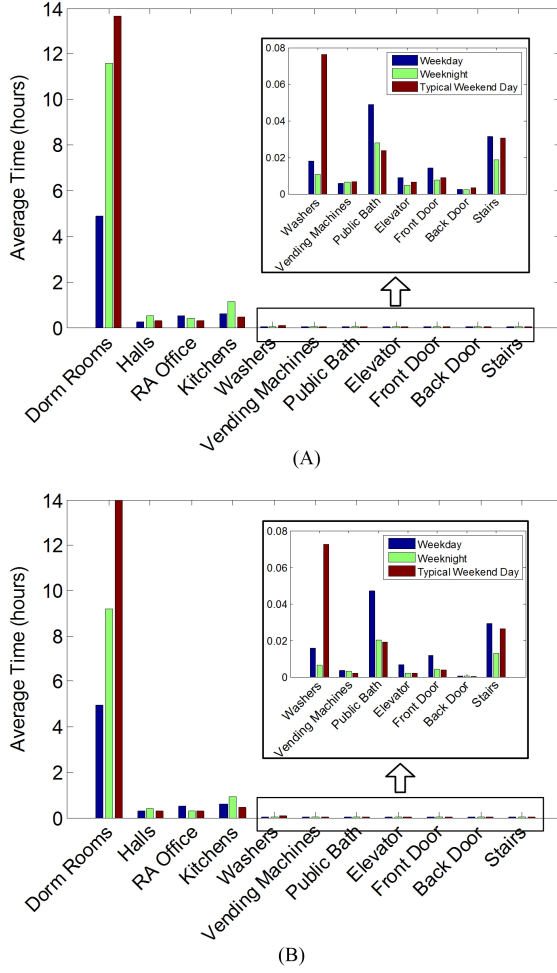 14
12
10
8
6
4
2
0
Average Time (hours)
0.08
0.06
0.04
0.02
0
Weekday
Weeknight
Typical Weekend Day
Washers
Vending Machines
Public Bath
Elevator
Front Door
Back Door
Stairs
Dorm Rooms
Halls
RA Office
Kitchens
Washers
Vending Machines
Public Bath
Elevator
Front Door
Back Door
Stairs
(A)
14
12
10
8
6
4
2
0
Average Time (hours)
0.08
0.06
0.04
0.02
0
Weekday
Weeknight
Typical Weekend Day
Washers
Vending Machines
Public Bath
Elevator
Front Door
Back Door
Stairs
Dorm Rooms
Halls
RA Office
Kitchens
Washers
Vending Machines
Public Bath
Elevator
Front Door
Back Door
Stairs
(B)